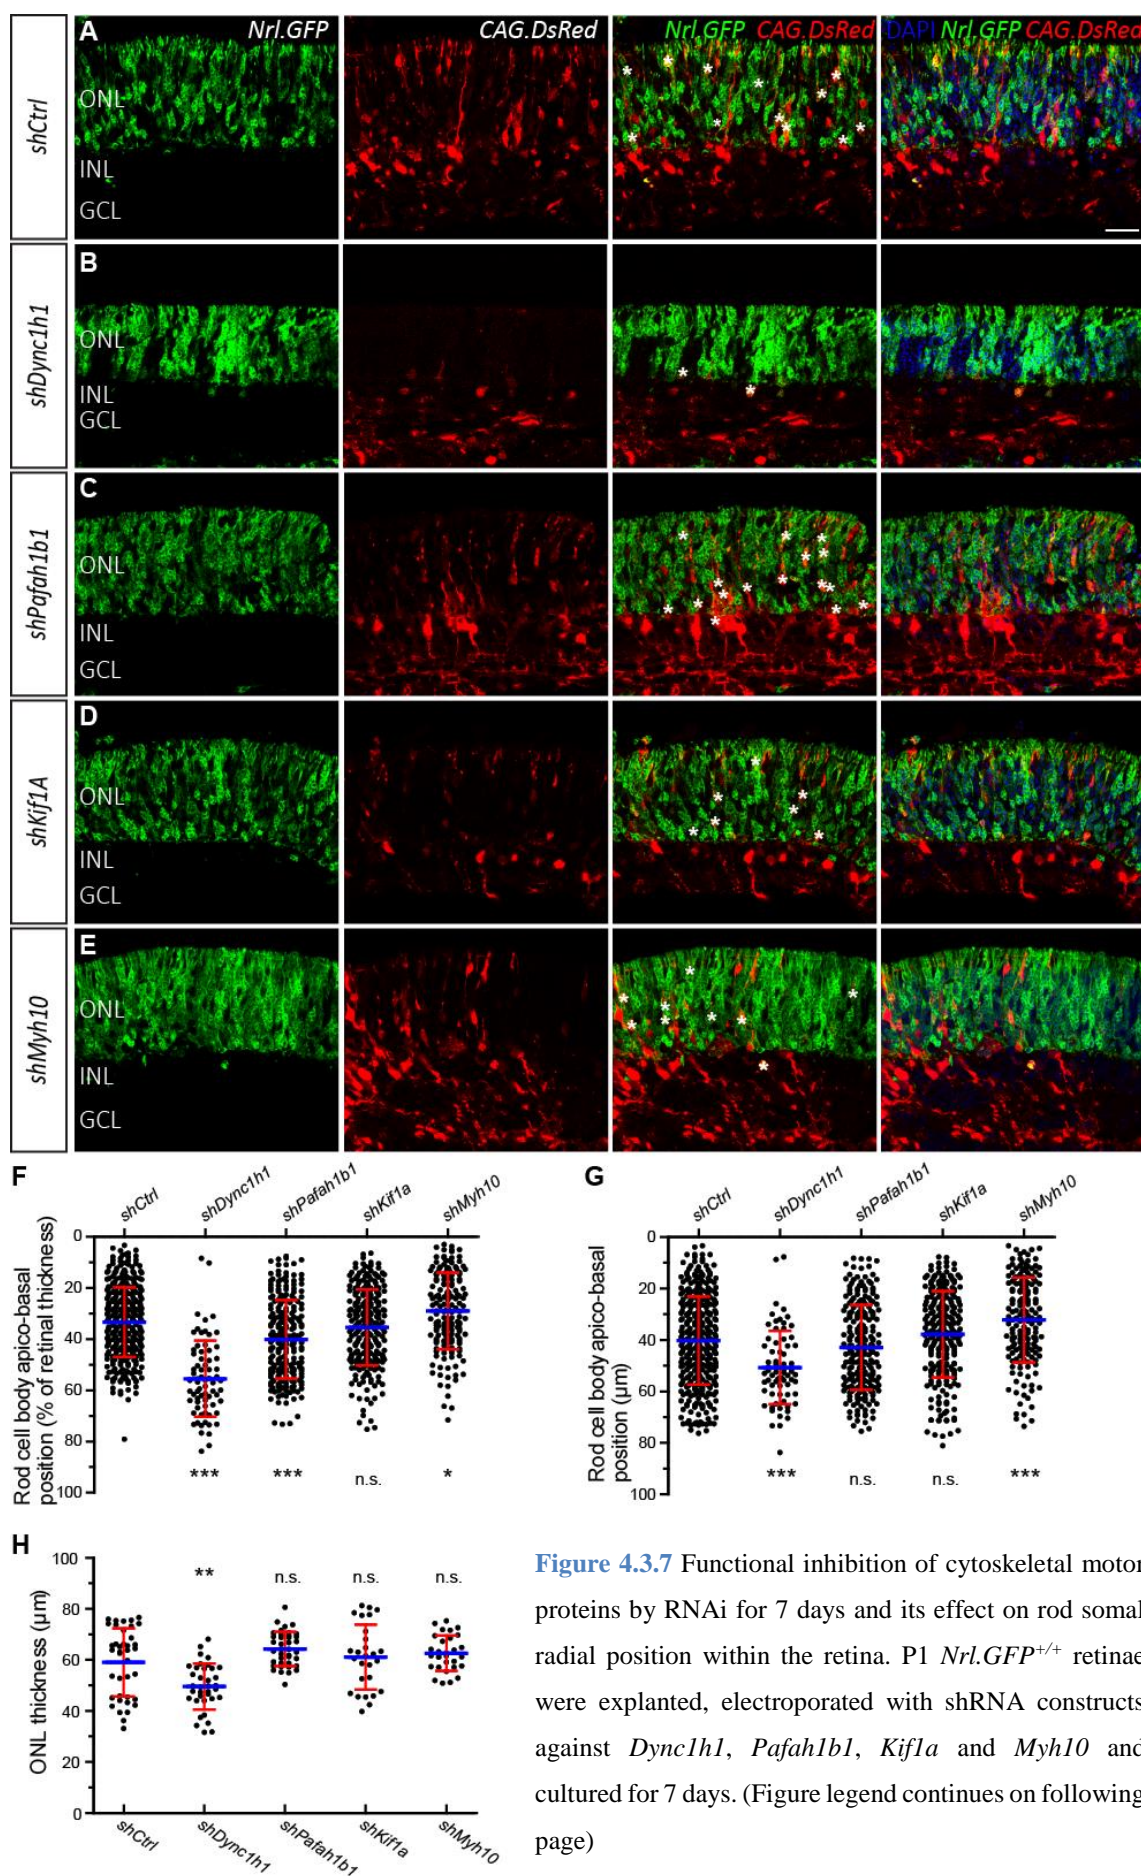 A
Nrl.GFP
CAG.DsRed
Nrl.GFP CAG.DsRed
DAPI Nrl.GFP CAG.DsRed
shCtrl
ONL
INL
GCL
B
shDync1h1
ONL
INL
GCL
C
shPafah1b1
ONL
INL
GCL
D
shKif1A
ONL
INL
GCL
E
shMyh10
ONL
INL
GCL
F
shCtrl
shDync1h1
shPafah1b1
shKif1a
shMyh10
Rod cell body apico-basal
position (% of retinal thickness)
0
20
40
60
80
100
***
***
n.s.
*
G
shCtrl
shDync1h1
shPafah1b1
shKif1a
shMyh10
Rod cell body apico-basal
position (µm)
0
20
40
60
80
100
***
n.s.
n.s.
***
H
ONL thickness (µm)
100
80
60
40
20
0
**
n.s.
n.s.
n.s.
shCtrl
shDync1h1
shPafah1b1
shKif1a
shMyh10
Figure 4.3.7 Functional inhibition of cytoskeletal motor
proteins by RNAi for 7 days and its effect on rod somal
radial position within the retina. P1 Nrl.GFP+/+ retinae
were explanted, electroporated with shRNA constructs
against Dync1h1, Pafah1b1, Kif1a and Myh10 and
cultured for 7 days. (Figure legend continues on following
page)